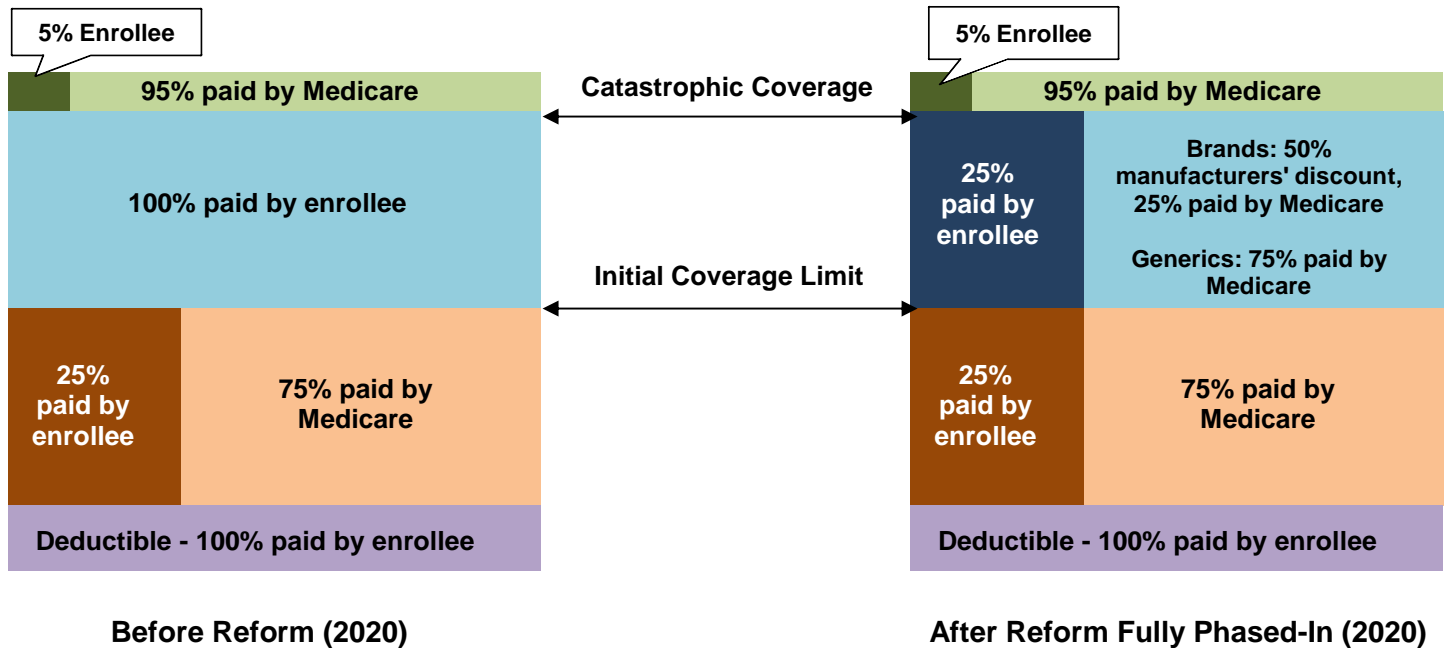 5% Enrollee
95% paid by Medicare
100% paid by enrollee
25%
paid by
enrollee
75% paid by
Medicare
Deductible - 100% paid by enrollee
Before Reform (2020)
Catastrophic Coverage
Initial Coverage Limit
5% Enrollee
95% paid by Medicare
25%
paid by
enrollee
Brands: 50%
manufacturers' discount,
25% paid by Medicare
Generics: 75% paid by
Medicare
25%
paid by
enrollee
75% paid by
Medicare
Deductible - 100% paid by enrollee
After Reform Fully Phased-In (2020)